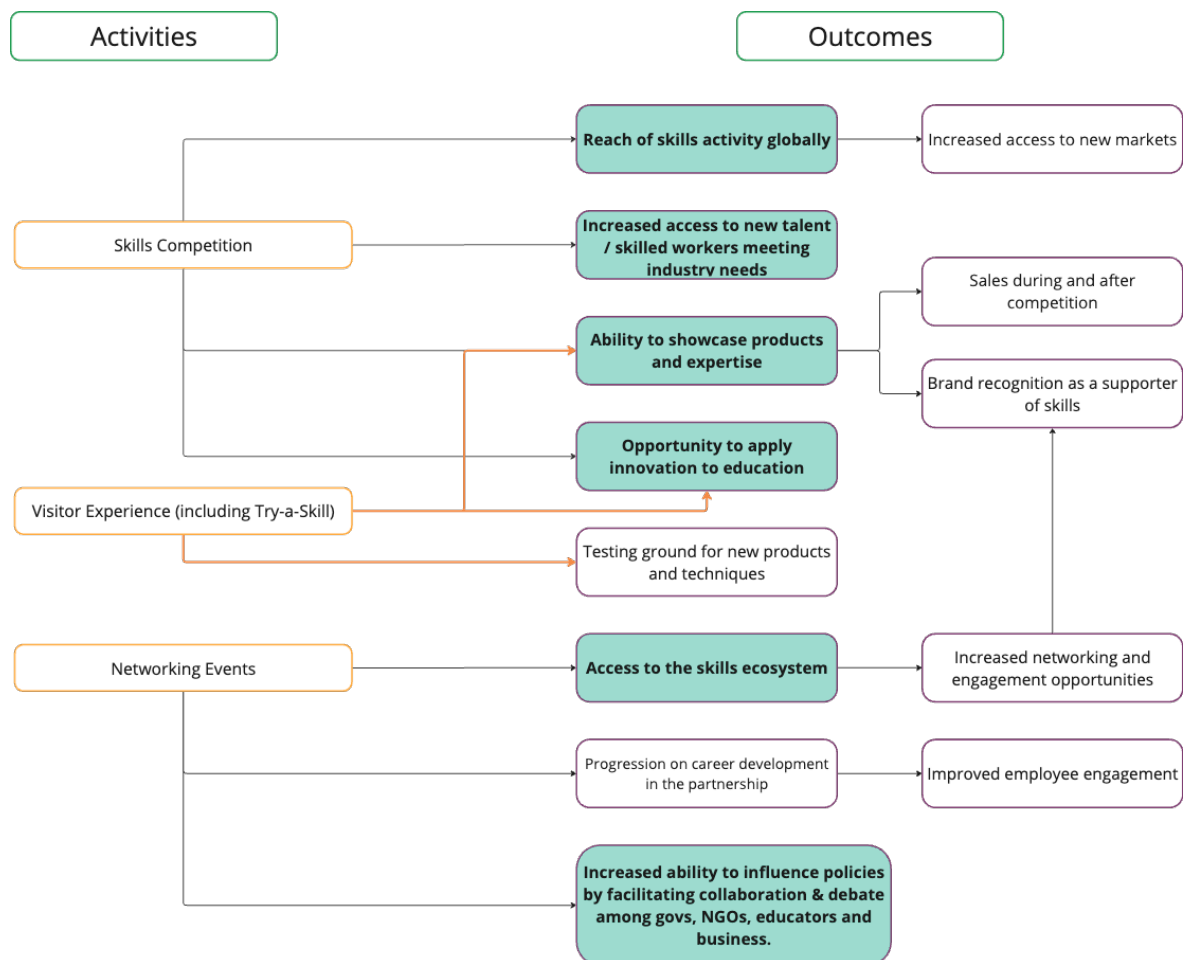 Activities
Outcomes
Reach of skills activity globally
Increased access to new markets
Skills Competition
Increased access to new talent
/ skilled workers meeting
industry needs
Sales during and after
competition
Ability to showcase products
and expertise
Brand recognition as a supporter
of skills
Opportunity to apply
innovation to education
Visitor Experience (including Try-a-Skill)
Testing ground for new products
and techniques
Networking Events
Access to the skills ecosystem
Increased networking and
engagement opportunities
Progression on career development
in the partnership
Improved employee engagement
Increased ability to influence policies
by facilitating collaboration & debate
among govs, NGOs, educators and
business.